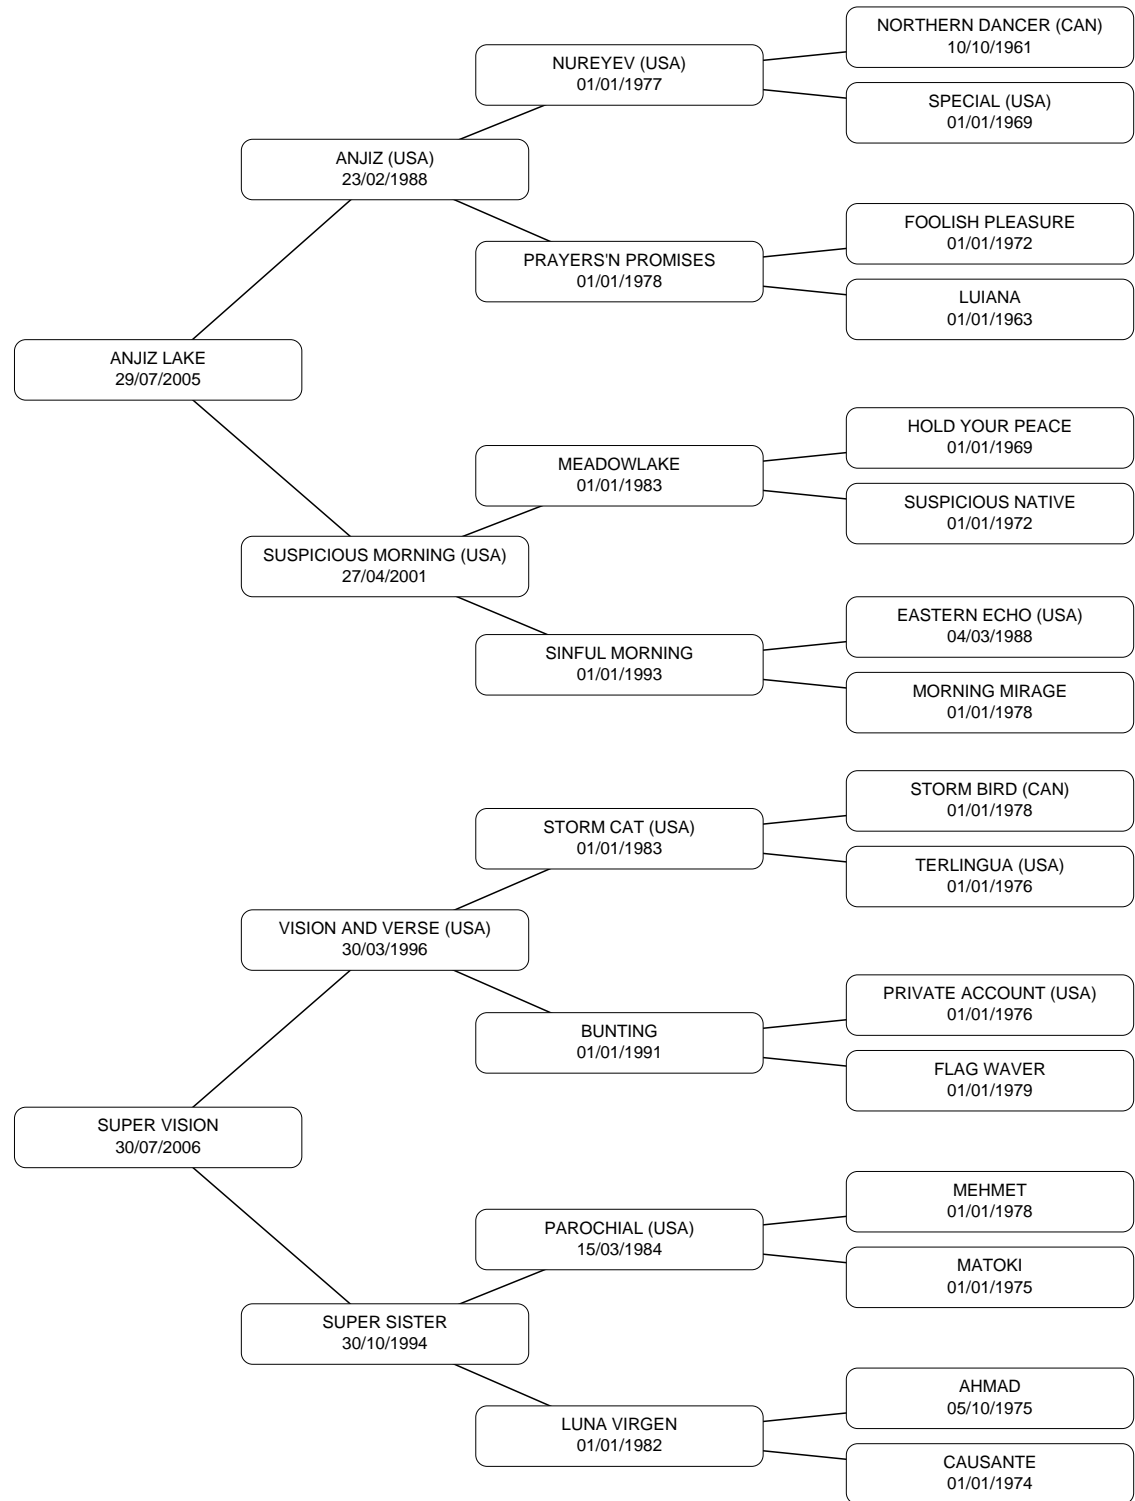 NORTHERN DANCER (CAN)
10/10/1961
NUREYEV (USA)
01/01/1977
SPECIAL (USA)
01/01/1969
ANJIZ (USA)
23/02/1988
FOOLISH PLEASURE
01/01/1972
PRAYERS'N PROMISES
01/01/1978
LUIANA
01/01/1963
ANJIZ LAKE
29/07/2005
HOLD YOUR PEACE
01/01/1969
MEADOWLAKE
01/01/1983
SUSPICIOUS NATIVE
01/01/1972
SUSPICIOUS MORNING (USA)
27/04/2001
EASTERN ECHO (USA)
04/03/1988
SINFUL MORNING
01/01/1993
MORNING MIRAGE
01/01/1978
STORM BIRD (CAN)
01/01/1978
STORM CAT (USA)
01/01/1983
TERLINGUA (USA)
01/01/1976
VISION AND VERSE (USA)
30/03/1996
PRIVATE ACCOUNT (USA)
01/01/1976
BUNTING
01/01/1991
FLAG WAVER
01/01/1979
SUPER VISION
30/07/2006
MEHMET
01/01/1978
PAROCHIAL (USA)
15/03/1984
MATOKI
01/01/1975
SUPER SISTER
30/10/1994
AHMAD
05/10/1975
LUNA VIRGEN
01/01/1982
CAUSANTE
01/01/1974